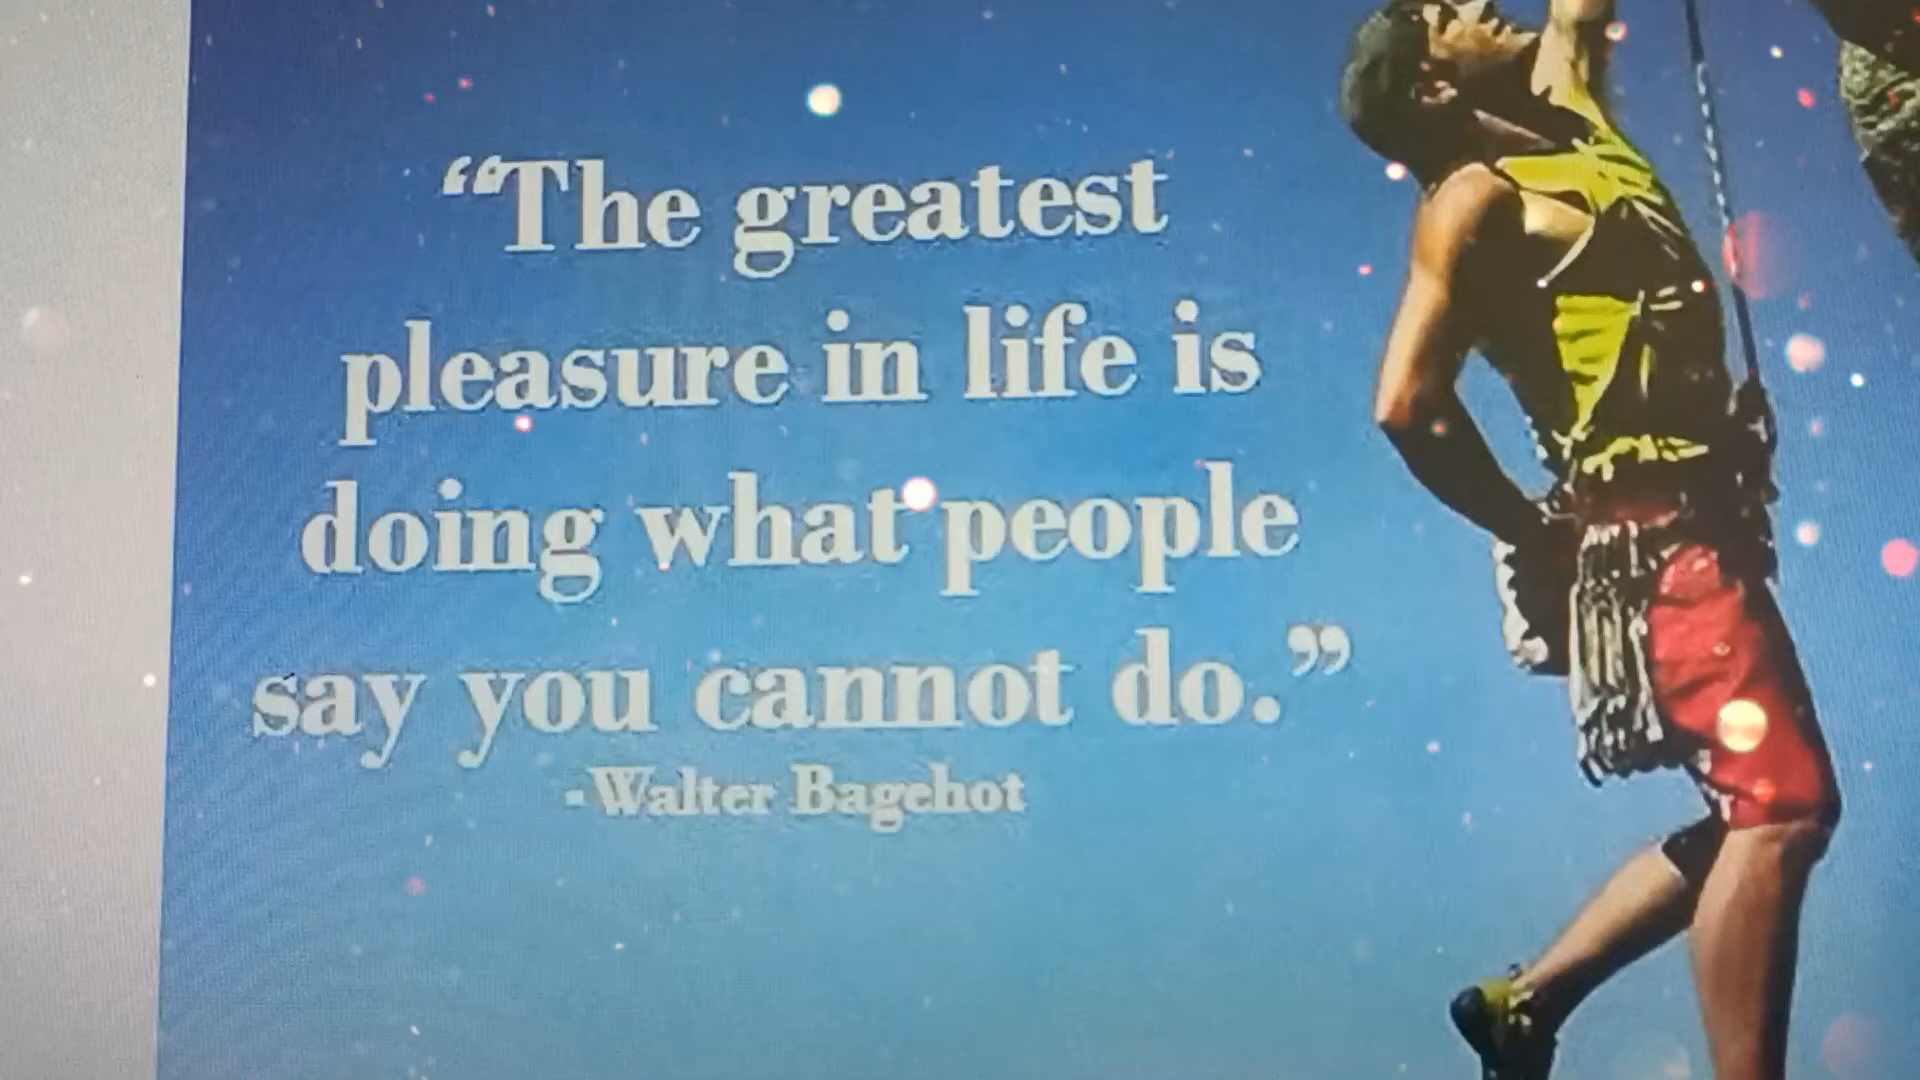 “The greatest
pleasure in life is
doing what people
say you cannot do.”
- Walter Bagehot